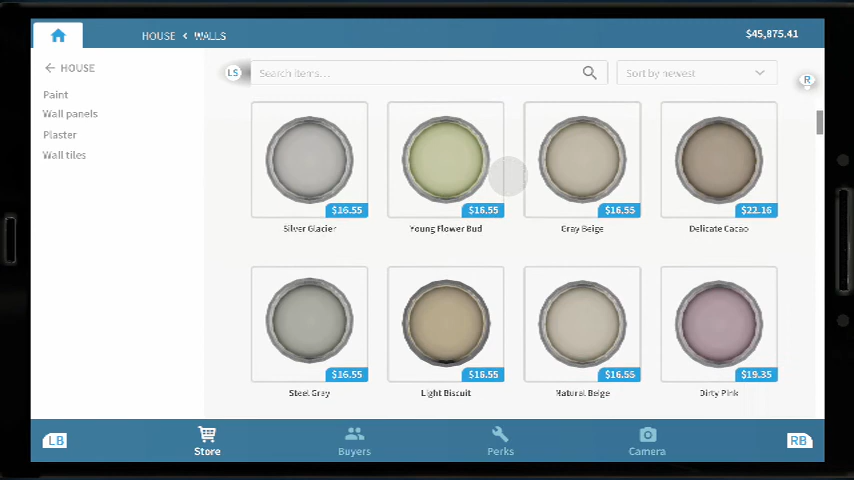 HOUSE < WALLS
$45,875.41
HOUSE
LS
Search items...
Sort by newest
R
Paint
Wall panels
Plaster
Wall tiles
$16.55
$16.55
$16.55
$22.16
Silver Glacier
Young Flower Bud
Gray Beige
Delicate Cacao
$16.55
$16.55
$16.55
$19.35
Steel Gray
Light Biscuit
Natural Beige
Dirty Pink
LB
Store
Buyers
Perks
Camera
RB